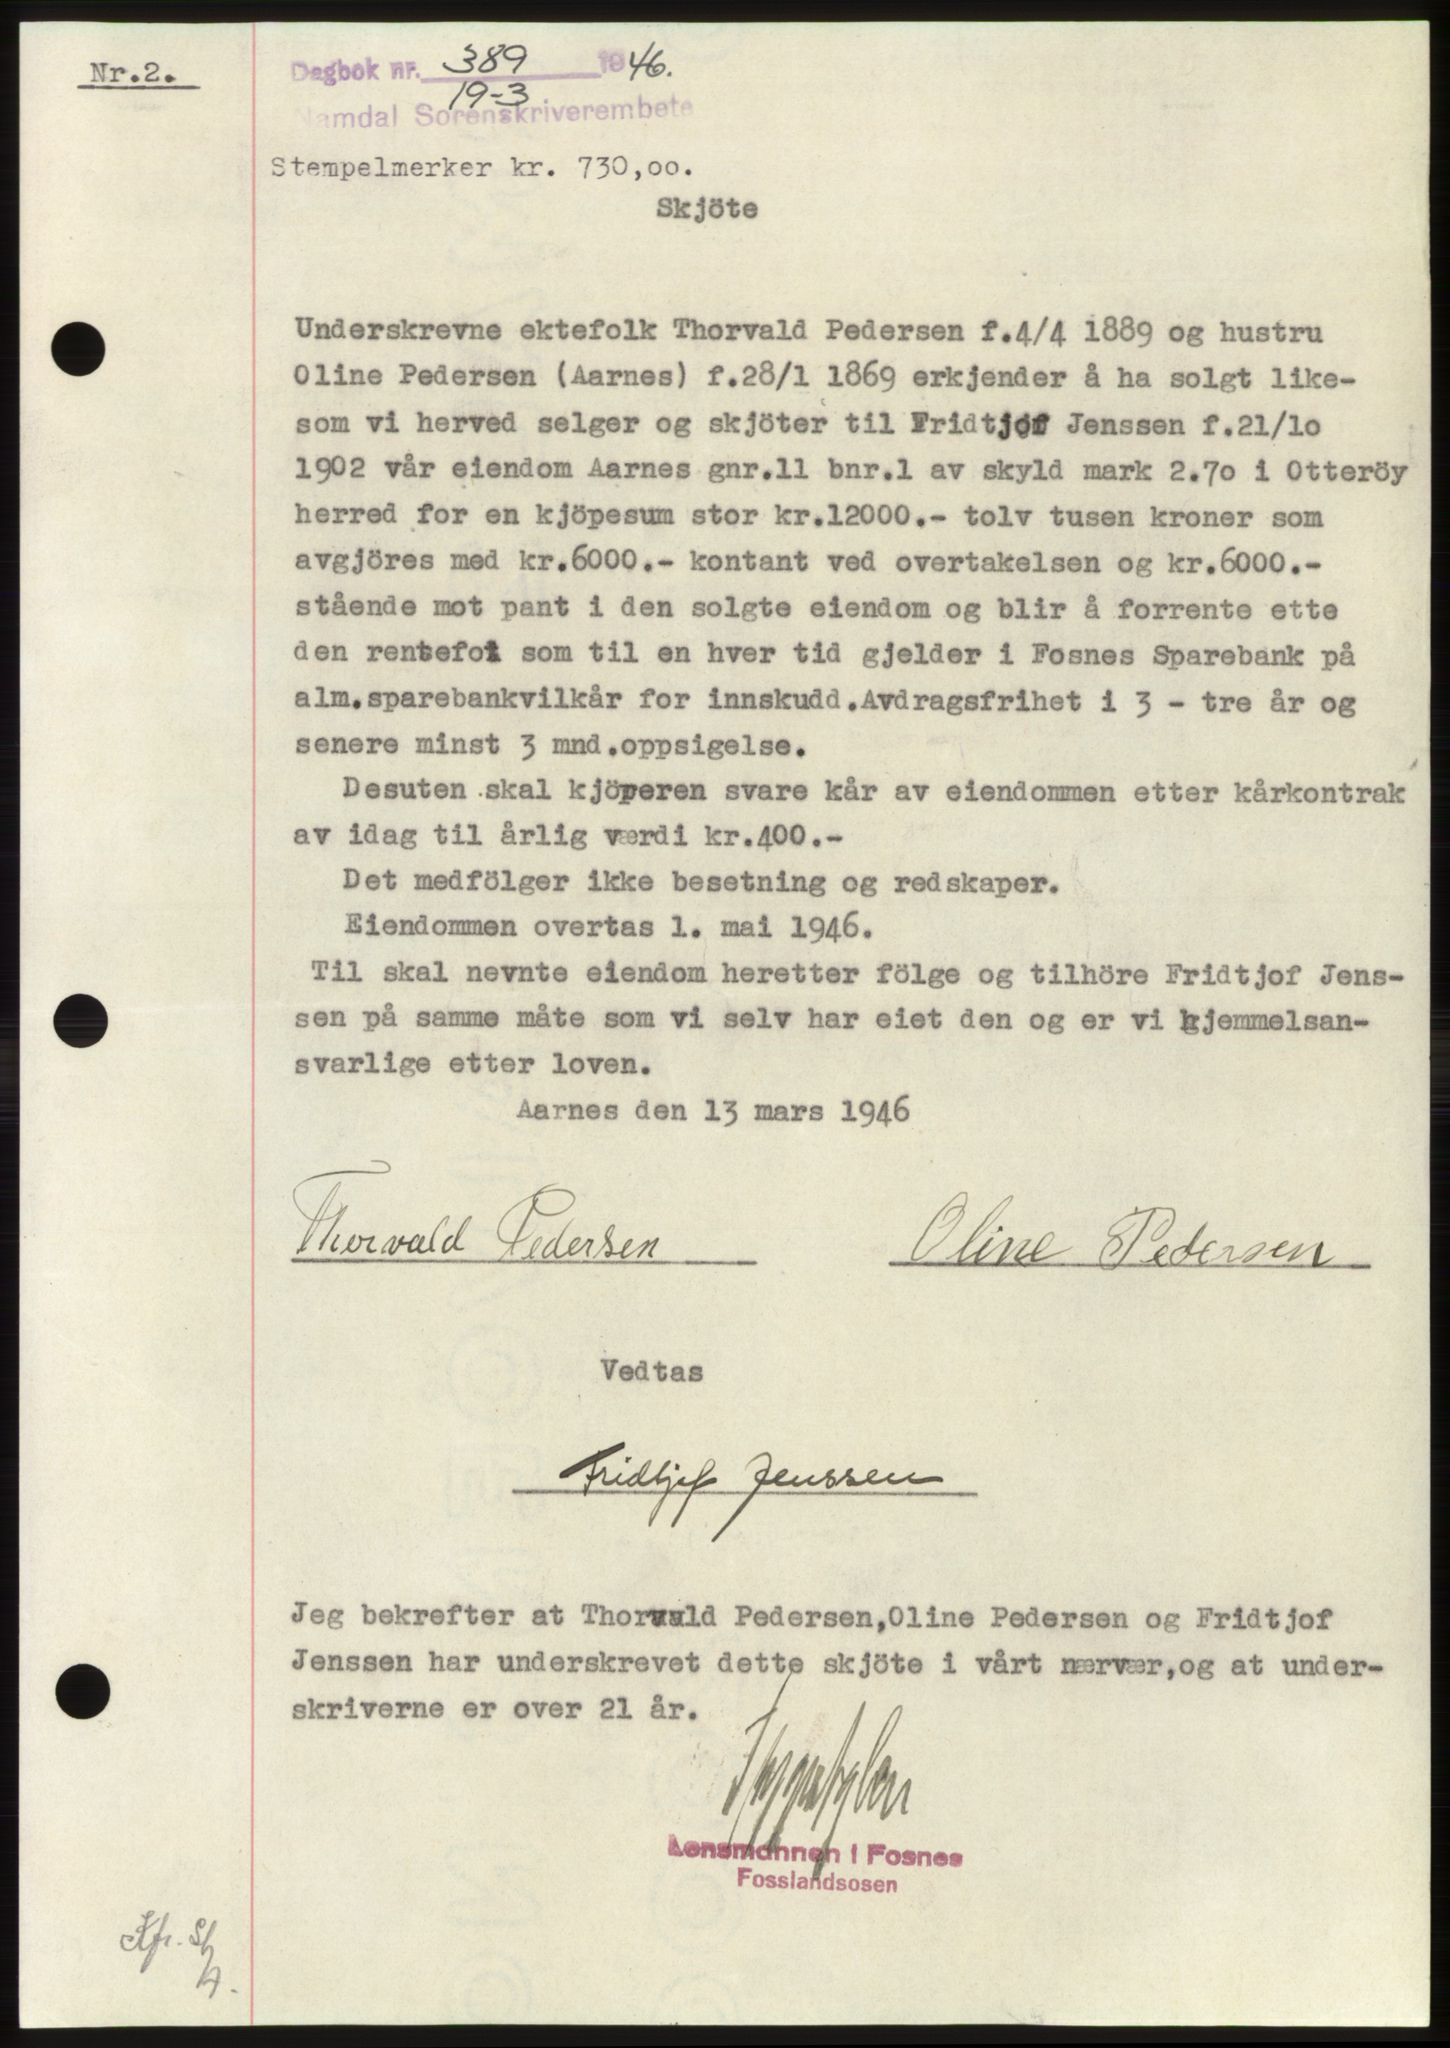 Nr.2.
Dagbok nr. 389 1946.
19-3
Namdal Sorenskriverembete
Stempelmerker kr. 730,oo.
Skjöte
Underskrevne ektefolk Thorvald Pedersen f.4/4 1889 og hustru
Oline Pedersen (Aarnes) f.28/1 1869 erkjender å ha solgt like-
som vi herved selger og skjöter til Fridtjof Jenssen f.21/lo
1902 vår eiendom Aarnes gnr.11 bnr.1 av skyld mark 2.7o i Otteröy
herred for en kjöpesum stor kr.12000.- tolv tusen kroner som
avgjöres med kr.6000.- kontant ved overtakelsen og kr.6000.-
stående mot pant i den solgte eiendom og blir å forrente ette
den rentefot som til en hver tid gjelder i Fosnes Sparebank på
alm.sparebankvilkår for innskudd.Avdragsfrihet i 3 - tre år og
senere minst 3 mnd.oppsigelse.
Desuten skal kjöperen svare kår av eiendommen etter kårkontrak
av idag til årlig værdi kr.400.-
Det medfölger ikke besetning og redskaper.
Eiendommen overtas 1. mai 1946.
Til skal nevnte eiendom heretter fölge og tilhöre Fridtjof Jens-
sen på samme måte som vi selv har eiet den og er vi hjemmelsan-
svarlige etter loven.
Aarnes den 13 mars 1946
Thorvald Pedersen Oline Pedersen
Vedtas
Fridtjof Jenssen
Jeg bekrefter at Thorvald Pedersen,Oline Pedersen og Fridtjof
Jenssen har underskrevet dette skjöte i vårt nærvær,og at under-
skriverne er over 21 år.
Lensmannen i Fosnes
Fosslandsosen